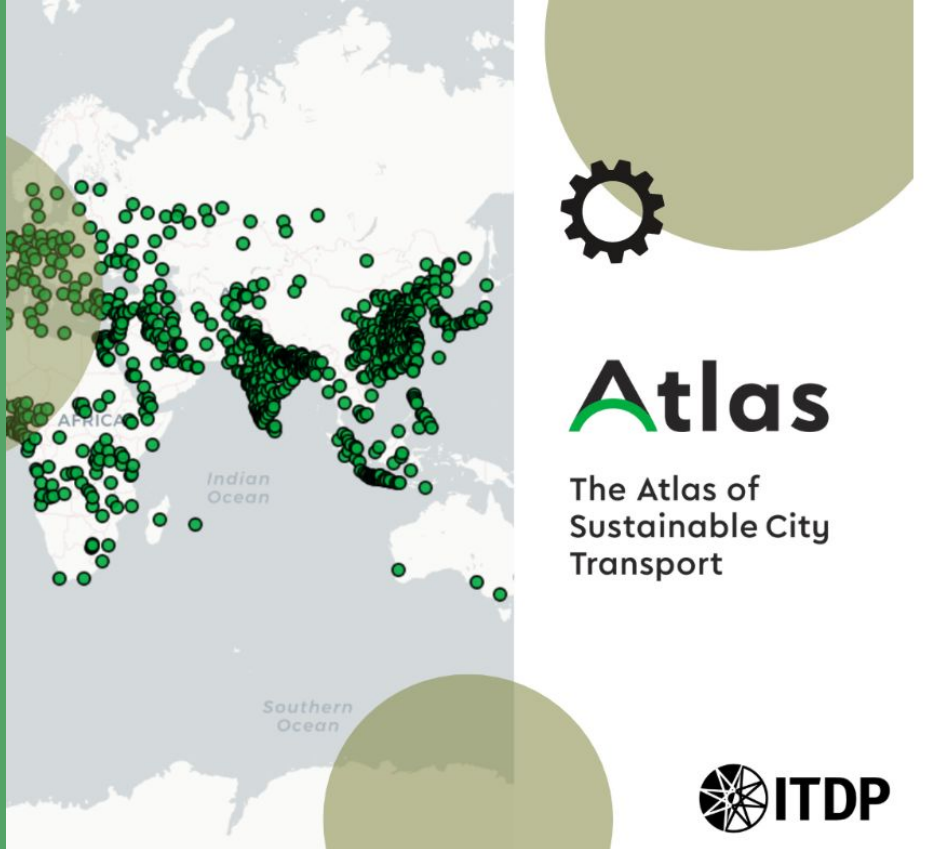 AFRICA
Indian
Ocean
Southern
Ocean
Atlas
The Atlas of
Sustainable City
Transport
ITDP